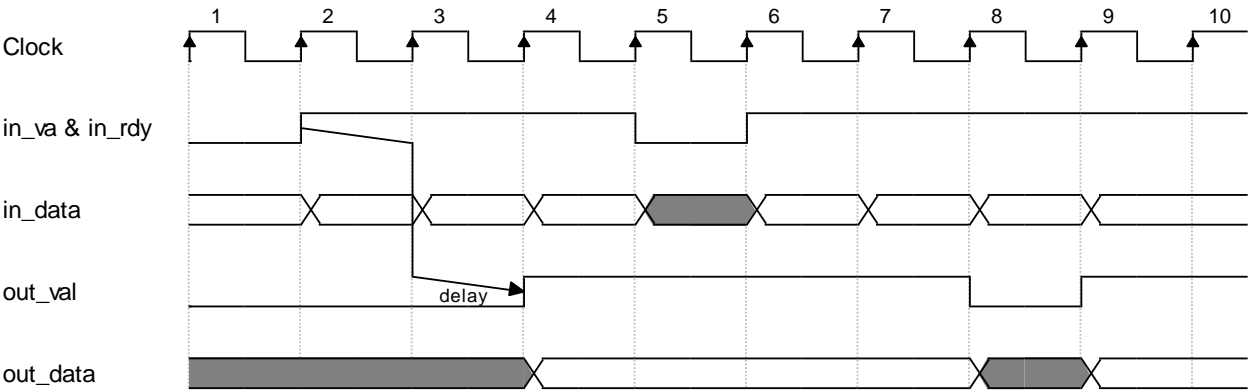 1 2 3 4 5 6 7 8 9 10
Clock
in_va & in_rdy
in_data
out_val
delay
out_data